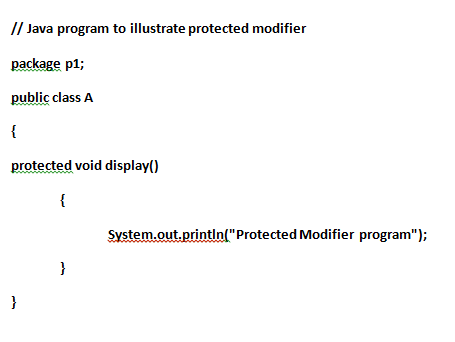 // Java program to illustrate protected modifier
package p1;
public class A
{
protected void display()
{
System.out.println("Protected Modifier program");
}
}